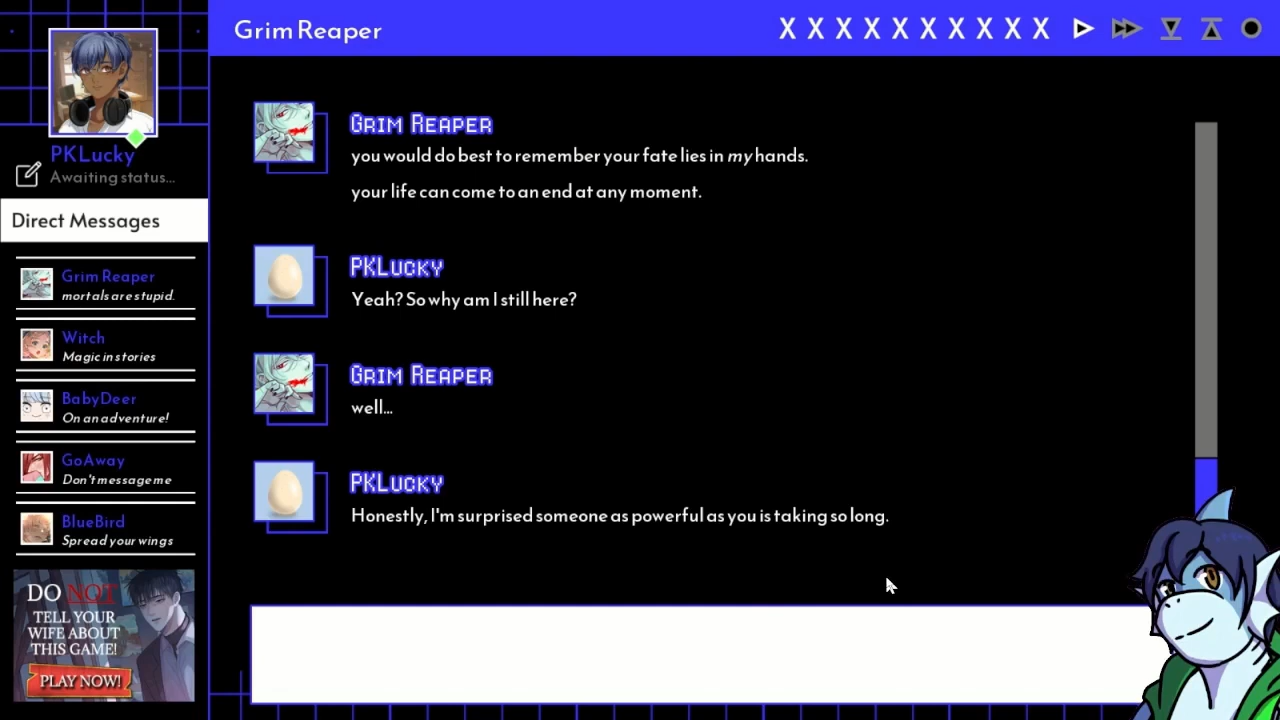 Grim Reaper
X X X X X X X X X X
PKLucky
Awaiting status...
Direct Messages
Grim Reaper
mortals are stupid.
Witch
Magic in stories
BabyDeer
On an adventure!
GoAway
Don't message me
BlueBird
Spread your wings
DO NOT
TELL YOUR
WIFE ABOUT
THIS GAME!
PLAY NOW!
Grim Reaper
you would do best to remember your fate lies in my hands.
your life can come to an end at any moment.
PKLucky
Yeah? So why am I still here?
Grim Reaper
well...
PKLucky
Honestly, I'm surprised someone as powerful as you is taking so long.